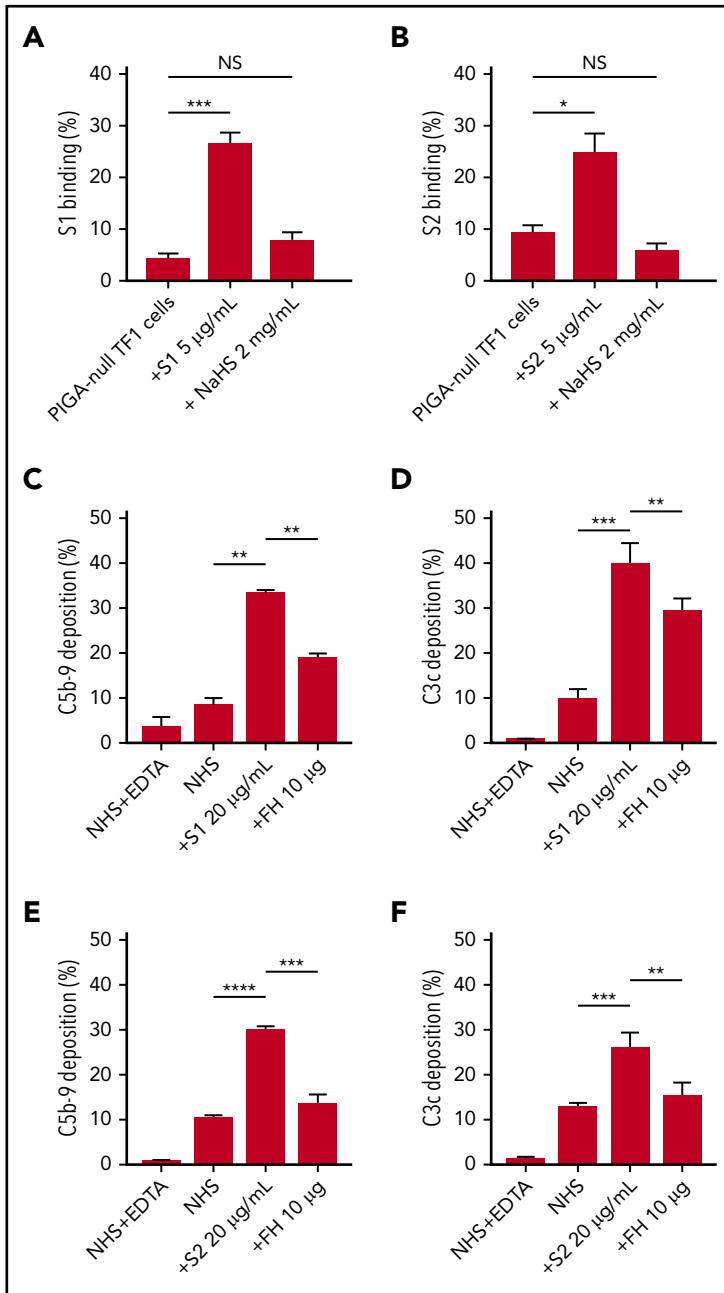 A
NS
***
40
30
20
10
0
S1 binding (%)
PIGA-null TF1 cells
+S1 5 µg/mL
+ NaHS 2 mg/mL
B
NS
*
40
30
20
10
0
S2 binding (%)
PIGA-null TF1 cells
+S2 5 µg/mL
+ NaHS 2 mg/mL
C
**
**
50
40
30
20
10
0
C5b-9 deposition (%)
NHS+EDTA
NHS
+S1 20 µg/mL
+FH 10 µg
D
**
***
50
40
30
20
10
0
C3c deposition (%)
NHS+EDTA
NHS
+S1 20 µg/mL
+FH 10 µg
E
***
****
50
40
30
20
10
0
C5b-9 deposition (%)
NHS+EDTA
NHS
+S2 20 µg/mL
+FH 10 µg
F
**
***
50
40
30
20
10
0
C3c deposition (%)
NHS+EDTA
NHS
+S2 20 µg/mL
+FH 10 µg